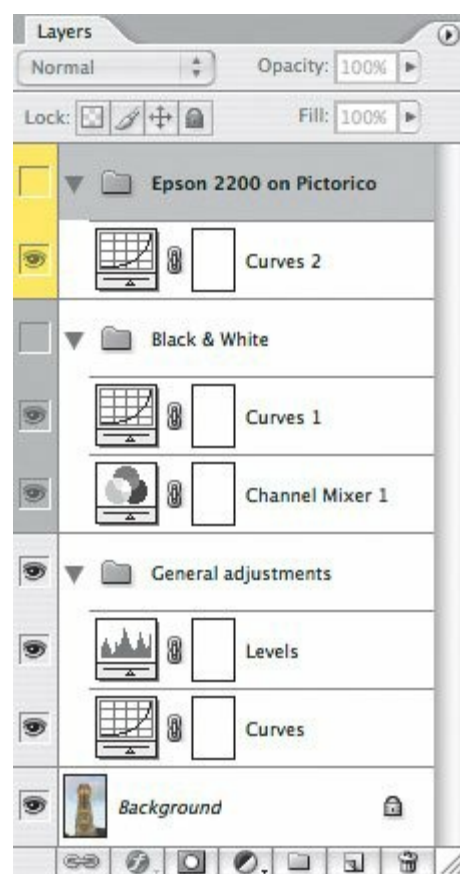 Layers
Normal Opacity: 100%
Lock: Fill: 100%
Epson 2200 on Pictorico
Curves 2
Black & White
Curves 1
Channel Mixer 1
General adjustments
Levels
Curves
Background